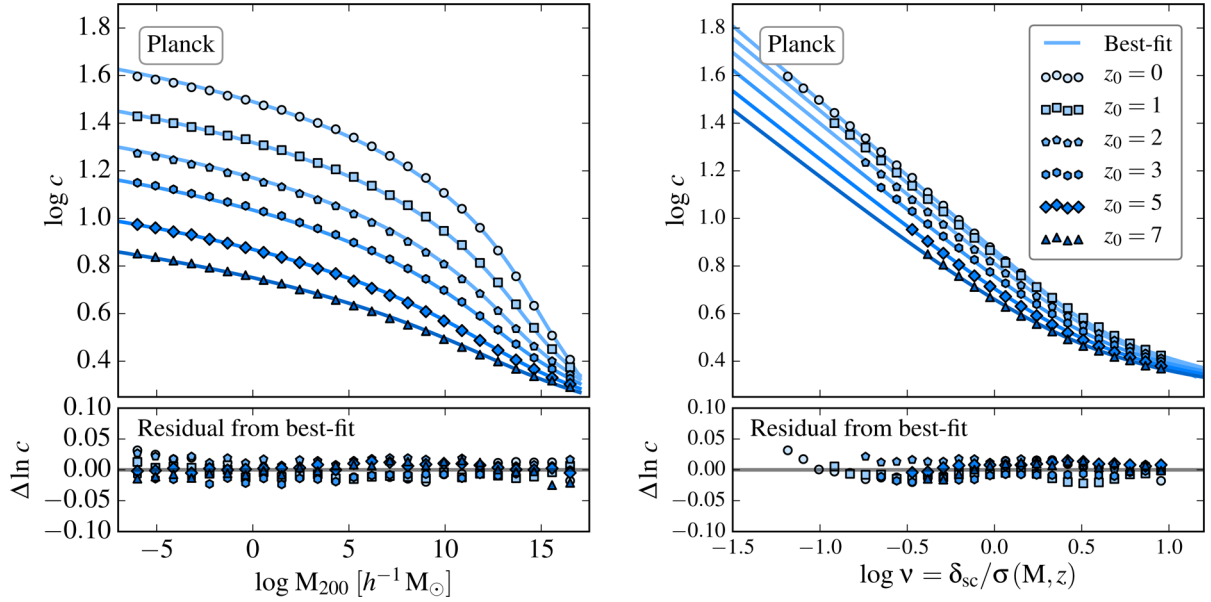 1.8
1.6
1.4
1.2
1.0
0.8
0.6
0.4
log c
Planck
0.10
0.05
0.00
−0.05
−0.10
Δ ln c
Residual from best-fit
−5 0 5 10 15
log M₂₀₀ [h⁻¹ M⊙]
1.8
1.6
1.4
1.2
1.0
0.8
0.6
0.4
log c
Planck
Best-fit
z₀ = 0
z₀ = 1
z₀ = 2
z₀ = 3
z₀ = 5
z₀ = 7
0.10
0.05
0.00
−0.05
−0.10
Δ ln c
Residual from best-fit
−1.5 −1.0 −0.5 0.0 0.5 1.0
log ν = δsc/σ(M, z)